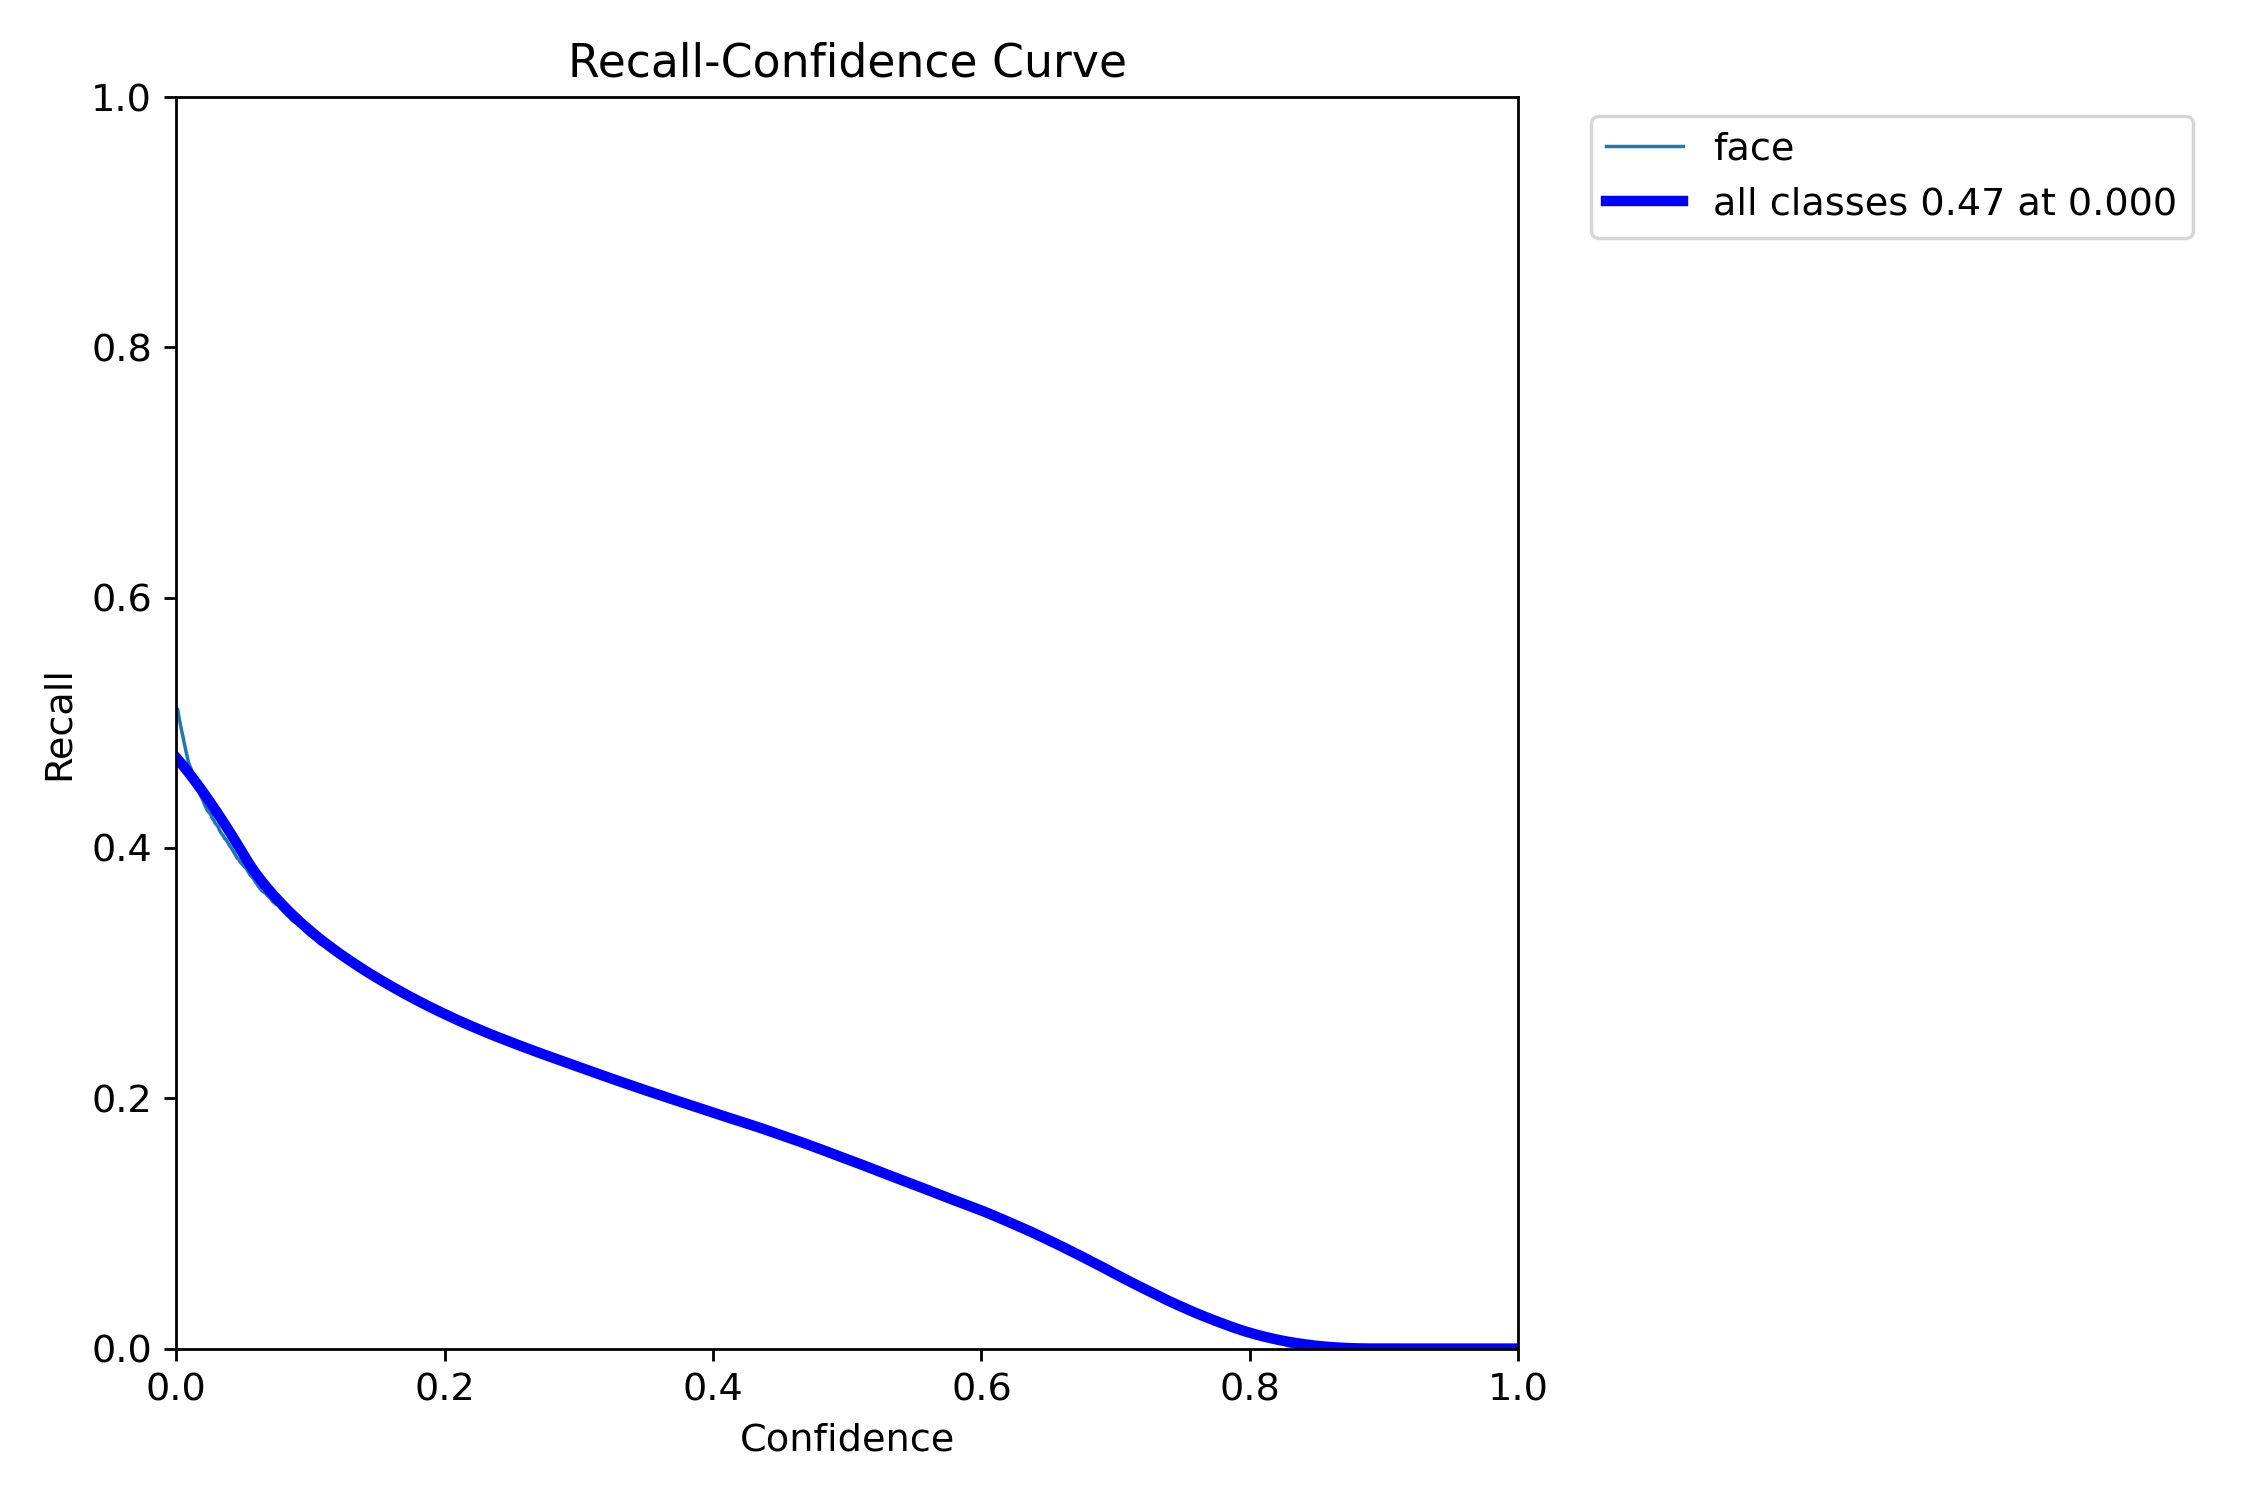 Recall-Confidence Curve
1.0
0.8
0.6
0.4
0.2
0.0
Recall
0.0 0.2 0.4 0.6 0.8 1.0
Confidence
face
all classes 0.47 at 0.000